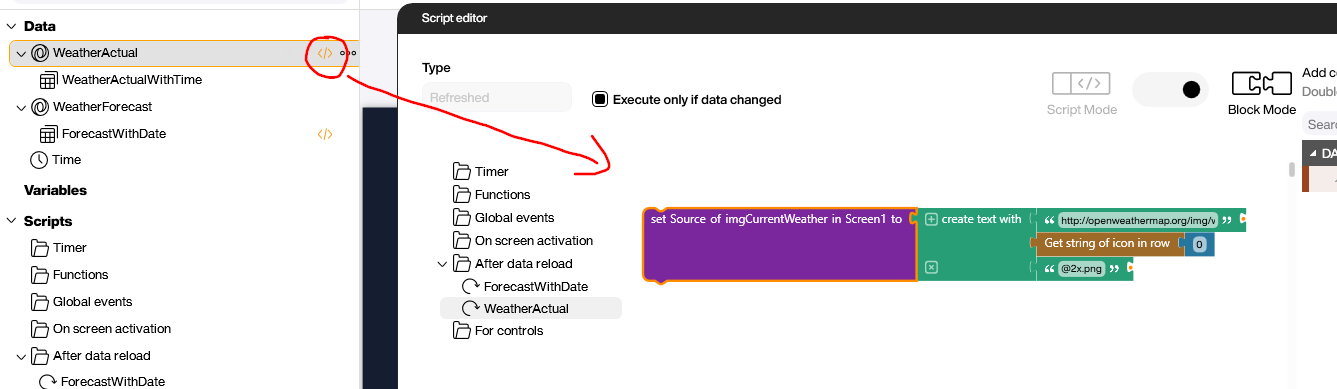 Data
WeatherActual
WeatherActualWithTime
WeatherForecast
ForecastWithDate
Time
Variables
Scripts
Timer
Functions
Global events
On screen activation
After data reload
ForecastWithDate
Script editor
Type
Refreshed
Execute only if data changed
Script Mode
Block Mode
Timer
Functions
Global events
On screen activation
After data reload
ForecastWithDate
WeatherActual
For controls
set Source of imgCurrentWeather in Screen1 to
create text with
“ http://openweathermap.org/img/v ”
Get string of icon in row 0
“ @2x.png ”
Add co
Double
Sear
DA